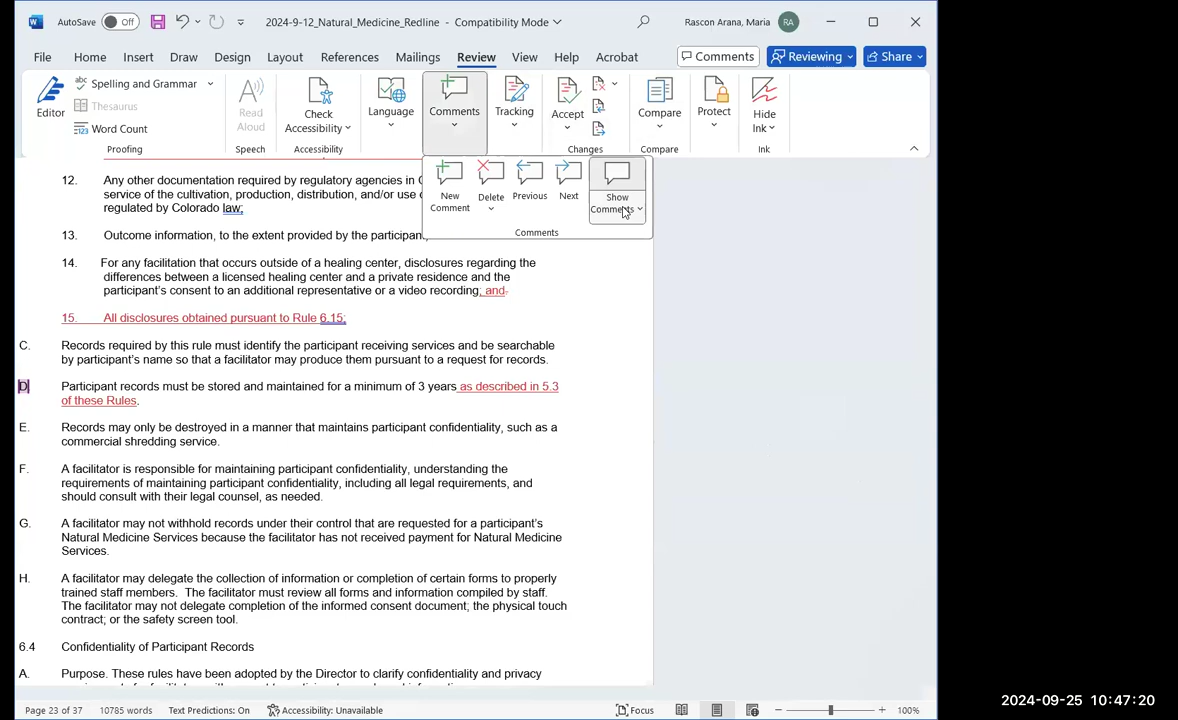 AutoSave Off 2024-9-12_Natural_Medicine_Redline - Compatibility Mode Rascon Arana, Maria RA
File Home Insert Draw Design Layout References Mailings Review View Help Acrobat Comments Reviewing Share
Editor abc Spelling and Grammar Thesaurus 123 Word Count Proofing
Read Aloud Speech
Check Accessibility Accessibility
Language
Comments
Tracking
Accept Changes
Compare Compare
Protect
Hide Ink Ink
New Comment Delete Previous Next Show Comments
Comments
12. Any other documentation required by regulatory agencies in
service of the cultivation, production, distribution, and/or use
regulated by Colorado law;
13. Outcome information, to the extent provided by the participant,
14. For any facilitation that occurs outside of a healing center, disclosures regarding the
differences between a licensed healing center and a private residence and the
participant's consent to an additional representative or a video recording; and.
15. All disclosures obtained pursuant to Rule 6.15;
C. Records required by this rule must identify the participant receiving services and be searchable
by participant's name so that a facilitator may produce them pursuant to a request for records.
D. Participant records must be stored and maintained for a minimum of 3 years as described in 5.3
of these Rules.
E. Records may only be destroyed in a manner that maintains participant confidentiality, such as a
commercial shredding service.
F. A facilitator is responsible for maintaining participant confidentiality, understanding the
requirements of maintaining participant confidentiality, including all legal requirements, and
should consult with their legal counsel, as needed.
G. A facilitator may not withhold records under their control that are requested for a participant's
Natural Medicine Services because the facilitator has not received payment for Natural Medicine
Services.
H. A facilitator may delegate the collection of information or completion of certain forms to properly
trained staff members. The facilitator must review all forms and information compiled by staff.
The facilitator may not delegate completion of the informed consent document; the physical touch
contract; or the safety screen tool.
6.4 Confidentiality of Participant Records
A. Purpose. These rules have been adopted by the Director to clarify confidentiality and privacy
Page 23 of 37 10785 words Text Predictions: On Accessibility: Unavailable Focus 100%
2024-09-25 10:47:20